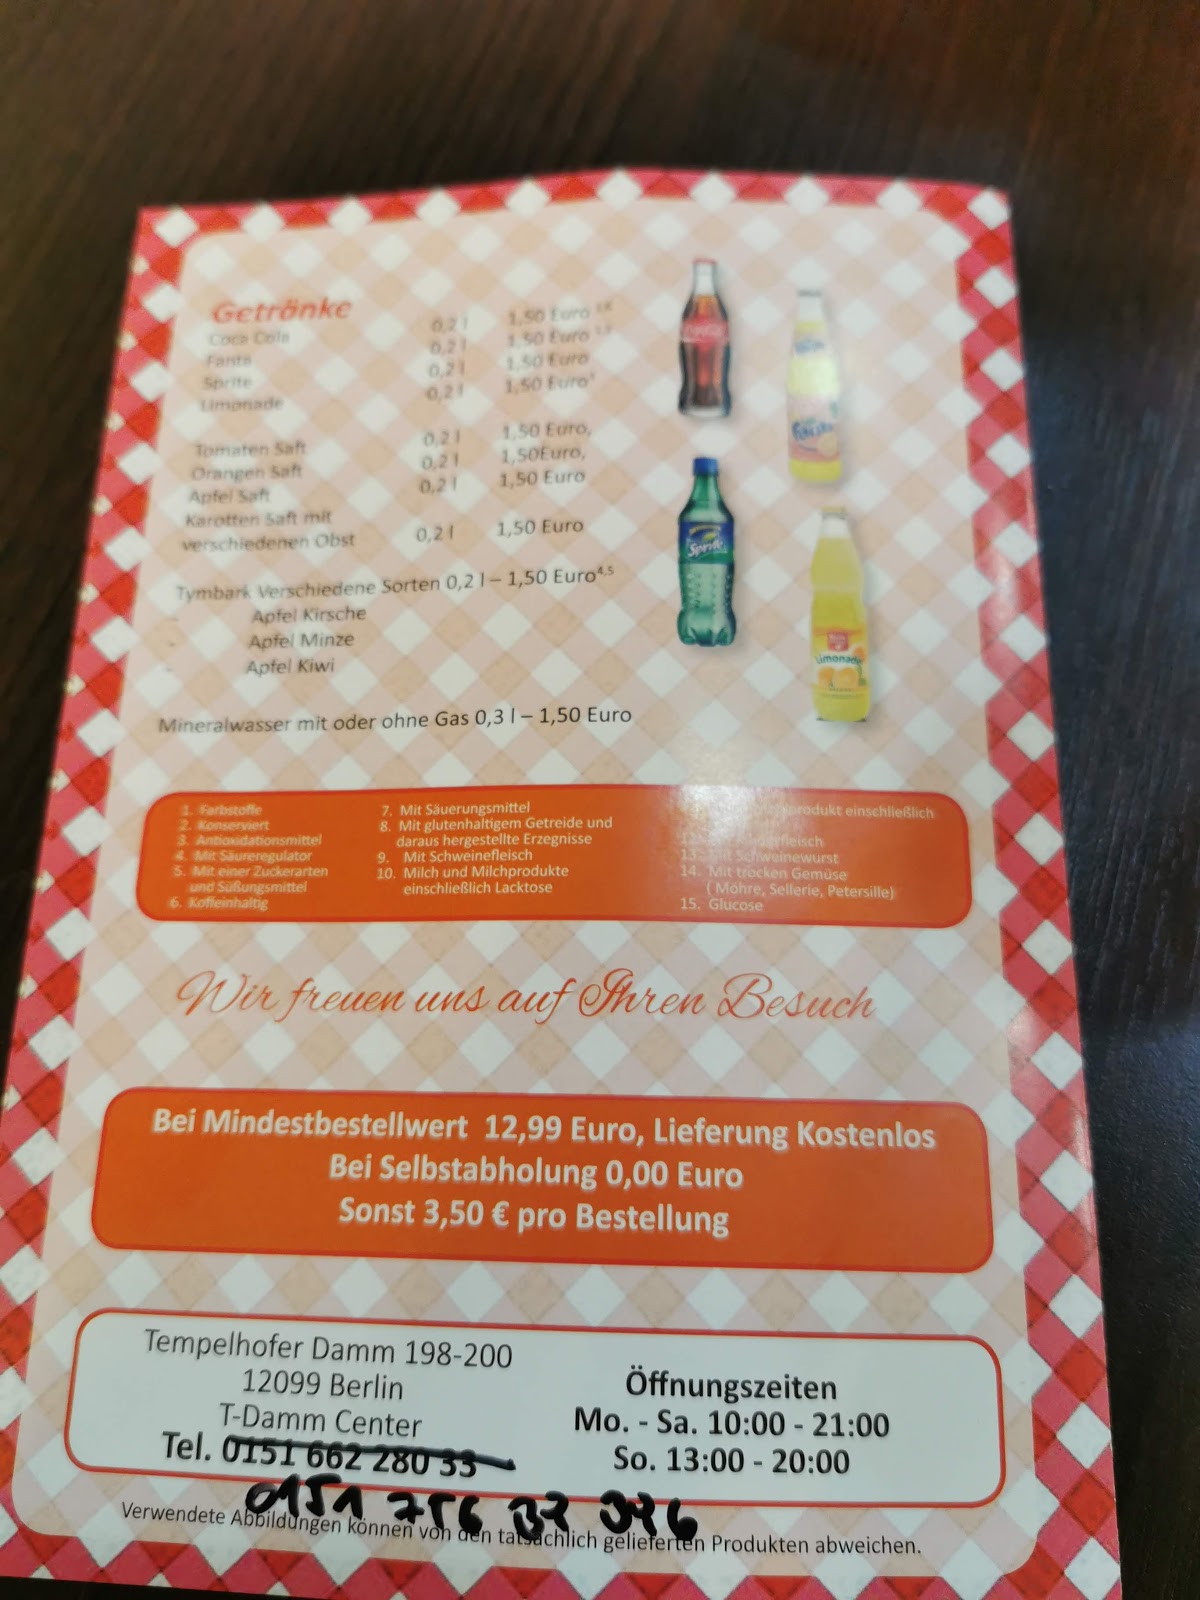 Getränke
Coca Cola 0,2 l 1,50 Euro
Fanta 0,2 l 1,50 Euro
Sprite 0,2 l 1,50 Euro
Limonade 0,2 l 1,50 Euro
Tomaten Saft 0,2 l 1,50 Euro,
Orangen Saft 0,2 l 1,50Euro,
Apfel Saft 0,2 l 1,50 Euro
Karotten Saft mit
verschiedenen Obst 0,2 l 1,50 Euro
Tymbark Verschiedene Sorten 0,2 l – 1,50 Euro⁴,⁵
- Apfel Kirsche
- Apfel Minze
- Apfel Kiwi
Mineralwasser mit oder ohne Gas 0,3 l – 1,50 Euro
Sprite
Limonade
1. Farbstoffe
2. Konserviert
3. Antioxidationsmittel
4. Mit Säureregulator
5. Mit einer Zuckerarten
und Süßungsmittel
6. Koffeinhaltig
7. Mit Säuerungsmittel
8. Mit glutenhaltigem Getreide und
daraus hergestellte Erzegnisse
9. Mit Schweinefleisch
10. Milch und Milchprodukte
einschließlich Lacktose
einschließlich
13. Mit Schweinewurst
14. Mit trocken Gemüse
( Möhre, Sellerie, Petersille)
15. Glucose
Wir freuen uns auf Ihren Besuch
Bei Mindestbestellwert 12,99 Euro, Lieferung Kostenlos
Bei Selbstabholung 0,00 Euro
Sonst 3,50 € pro Bestellung
Tempelhofer Damm 198-200
12099 Berlin
T-Damm Center
Tel. 0151 662 280 33
0151 756
Öffnungszeiten
Mo. - Sa. 10:00 - 21:00
So. 13:00 - 20:00
Verwendete Abbildungen können von den tatsächlich gelieferten Produkten abweichen.